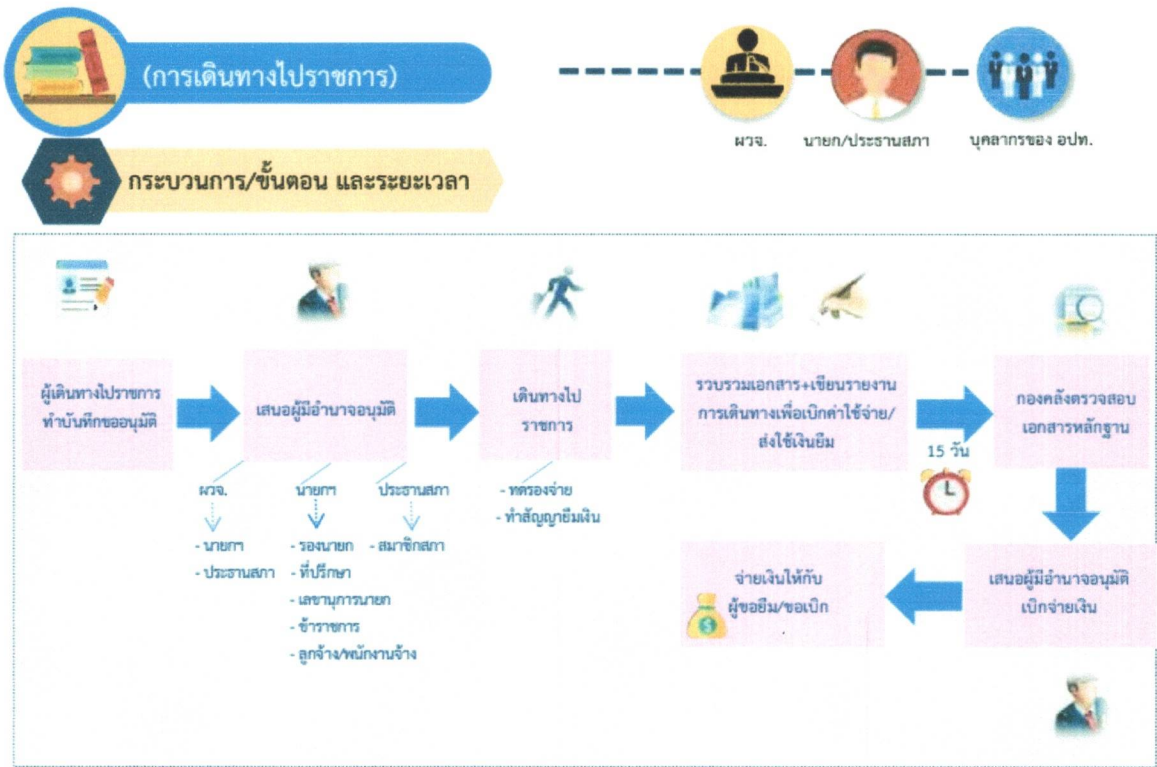 (การเดินทางไปราชการ)
ผวจ.
นายก/ประธานสภา
บุคลากรของ อปท.
กระบวนการ/ขั้นตอน และระยะเวลา
ผู้เดินทางไปราชการ
ทำบันทึกขออนุมัติ
เสนอผู้มีอำนาจอนุมัติ
ผวจ.
- นายกฯ
- ประธานสภา
นายกฯ
- รองนายก
- ที่ปรึกษา
- เลขานุการนายก
- ข้าราชการ
- ลูกจ้าง/พนักงานจ้าง
ประธานสภา
- สมาชิกสภา
เดินทางไป
ราชการ
- ทดรองจ่าย
- ทำสัญญายืมเงิน
รวบรวมเอกสาร+เขียนรายงาน
การเดินทางเพื่อเบิกค่าใช้จ่าย/
ส่งใช้เงินยืม
15 วัน
กองคลังตรวจสอบ
เอกสารหลักฐาน
เสนอผู้มีอำนาจอนุมัติ
เบิกจ่ายเงิน
จ่ายเงินให้กับ
ผู้ขอยืม/ขอเบิก
$